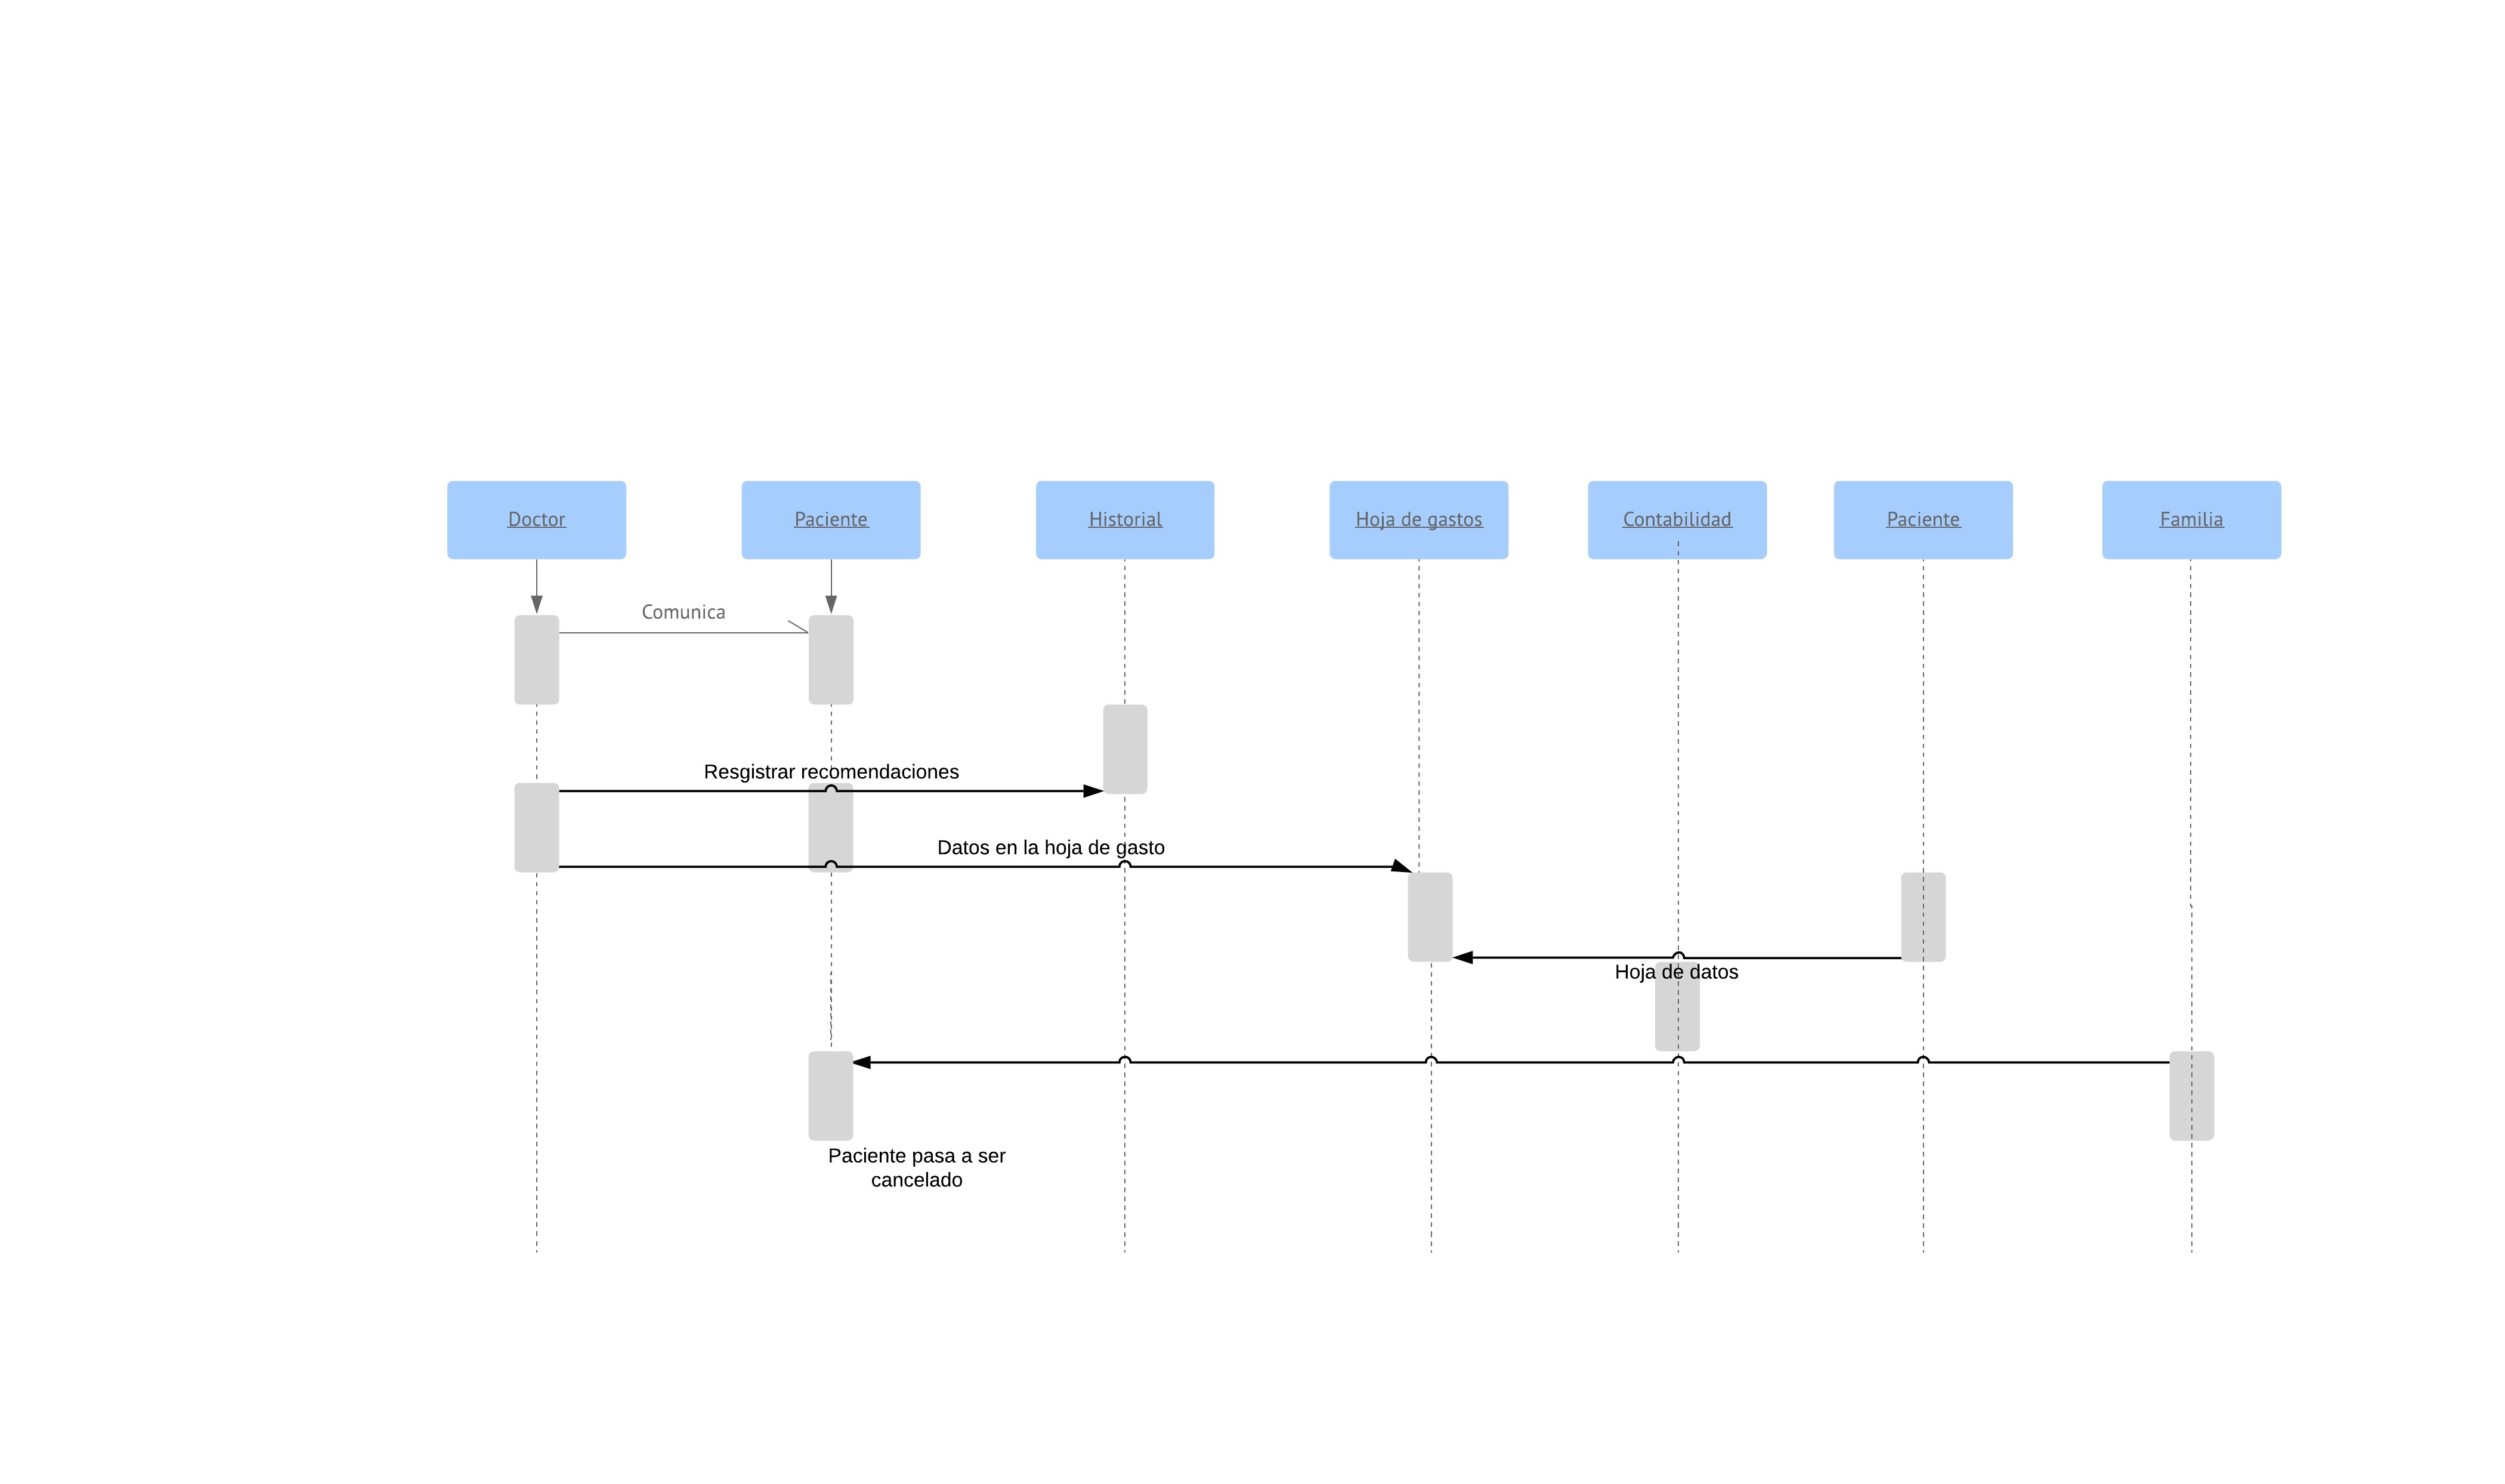 Doctor
Paciente
Historial
Hoja de gastos
Contabilidad
Paciente
Familia
Comunica
Resgistrar recomendaciones
Datos en la hoja de gasto
Hoja de datos
Paciente pasa a ser
cancelado